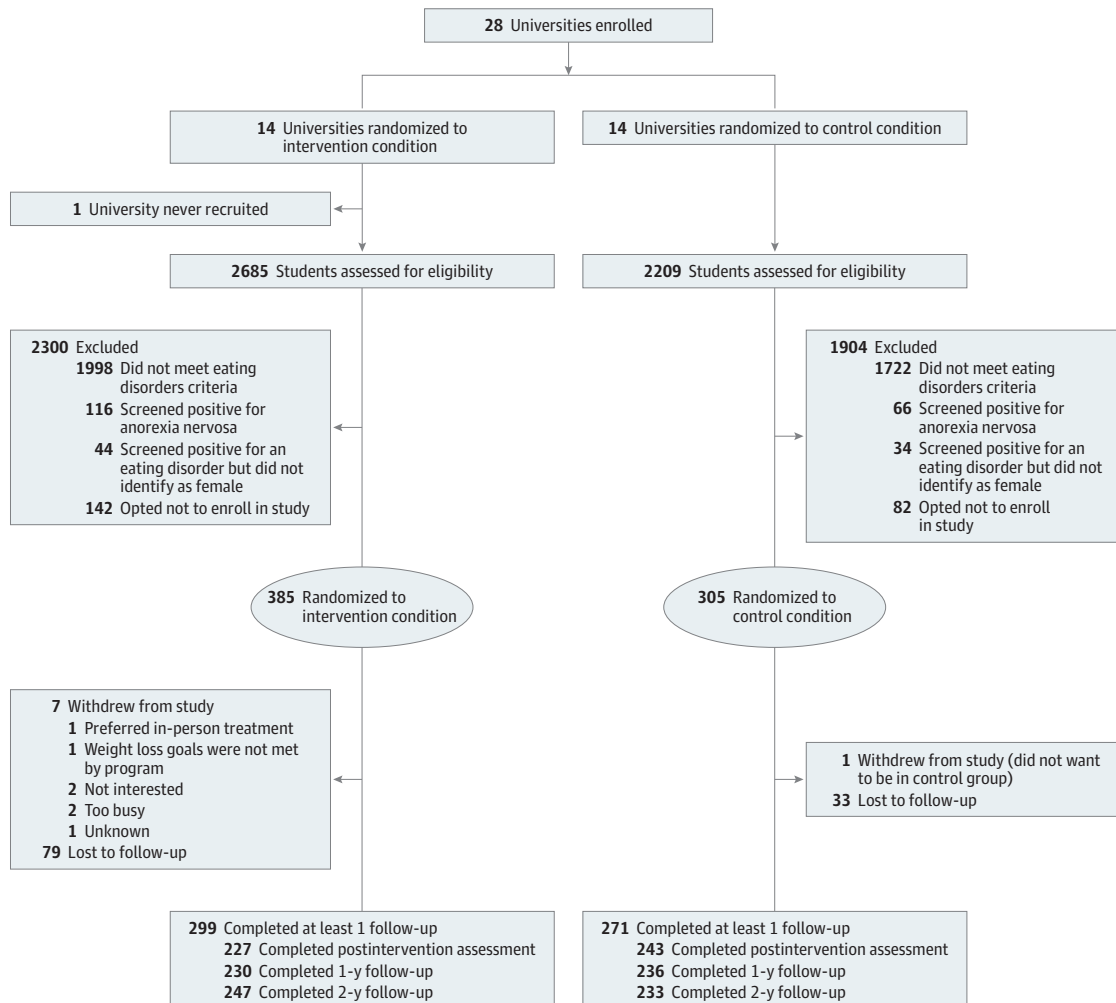 28 Universities enrolled
14 Universities randomized to
intervention condition
14 Universities randomized to control condition
1 University never recruited
2685 Students assessed for eligibility
2209 Students assessed for eligibility
2300 Excluded
1998 Did not meet eating
disorders criteria
116 Screened positive for
anorexia nervosa
44 Screened positive for an
eating disorder but did not
identify as female
142 Opted not to enroll in study
1904 Excluded
1722 Did not meet eating
disorders criteria
66 Screened positive for
anorexia nervosa
34 Screened positive for an
eating disorder but did not
identify as female
82 Opted not to enroll
in study
385 Randomized to
intervention condition
305 Randomized to
control condition
7 Withdrew from study
1 Preferred in-person treatment
1 Weight loss goals were not met
by program
2 Not interested
2 Too busy
1 Unknown
79 Lost to follow-up
1 Withdrew from study (did not want
to be in control group)
33 Lost to follow-up
299 Completed at least 1 follow-up
227 Completed postintervention assessment
230 Completed 1-y follow-up
247 Completed 2-y follow-up
271 Completed at least 1 follow-up
243 Completed postintervention assessment
236 Completed 1-y follow-up
233 Completed 2-y follow-up